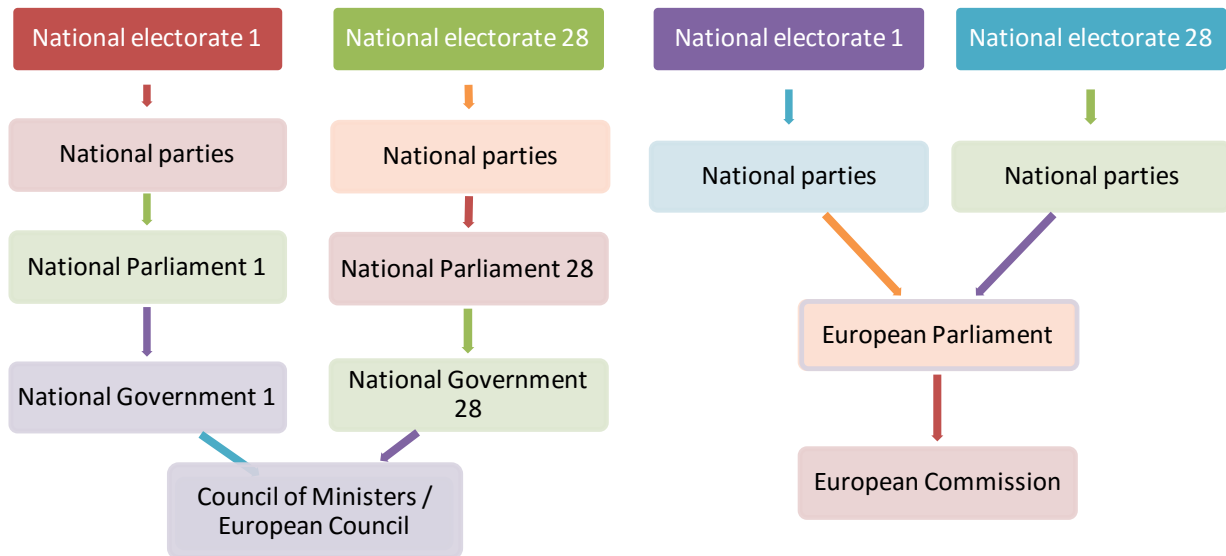 National electorate 1
National electorate 28
National electorate 1
National electorate 28
National parties
National parties
National parties
National parties
National Parliament 1
National Parliament 28
European Parliament
National Government 1
National Government
28
European Commission
Council of Ministers /
European Council